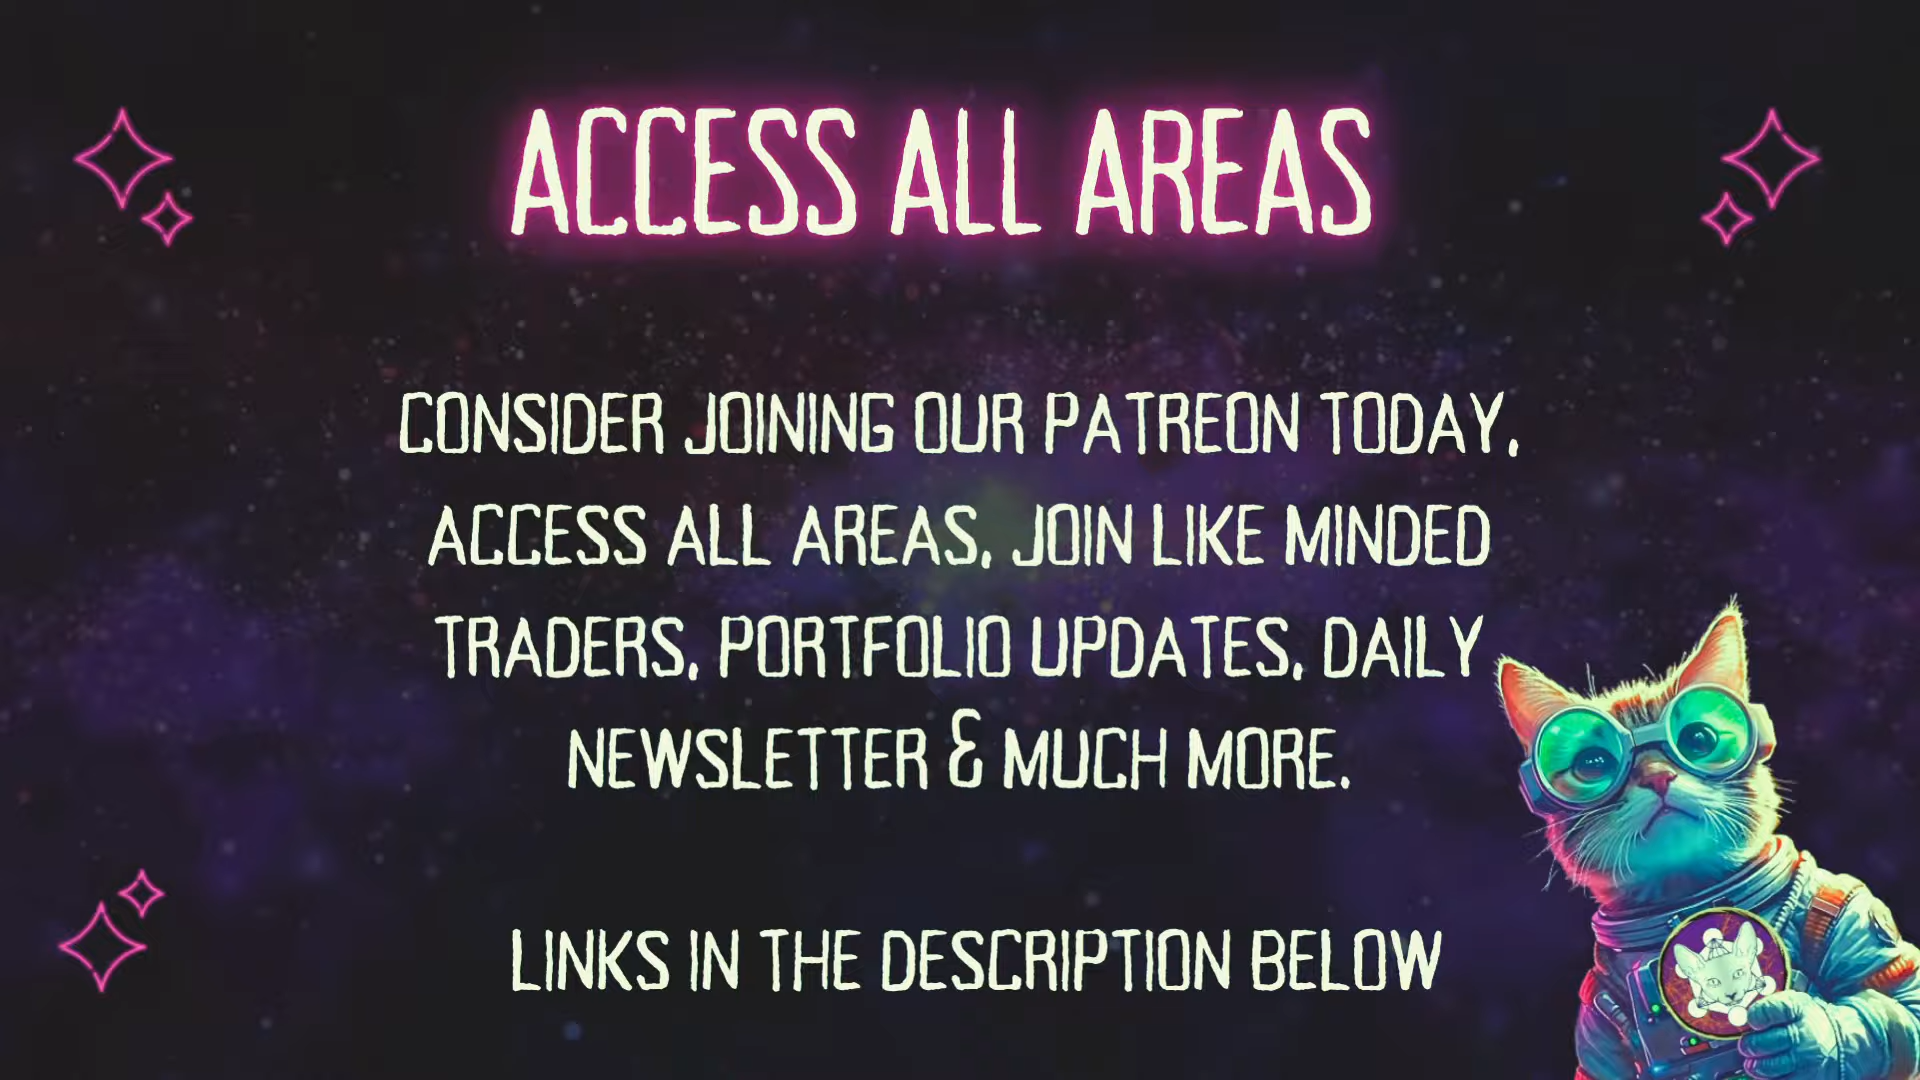 ACCESS ALL AREAS
CONSIDER JOINING OUR PATREON TODAY,
ACCESS ALL AREAS, JOIN LIKE MINDED
TRADERS, PORTFOLIO UPDATES, DAILY
NEWSLETTER & MUCH MORE.
LINKS IN THE DESCRIPTION BELOW